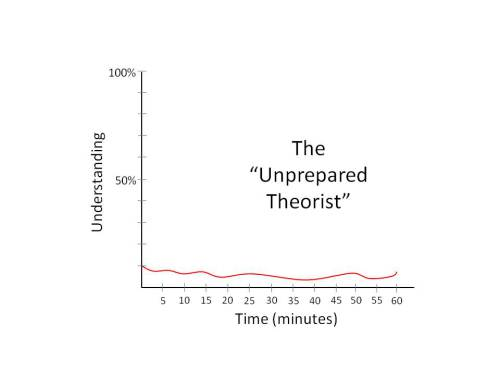 100%
The
“Unprepared
Theorist”
Understanding
50%
5 10 15 20 25 30 35 40 45 50 55 60
Time (minutes)